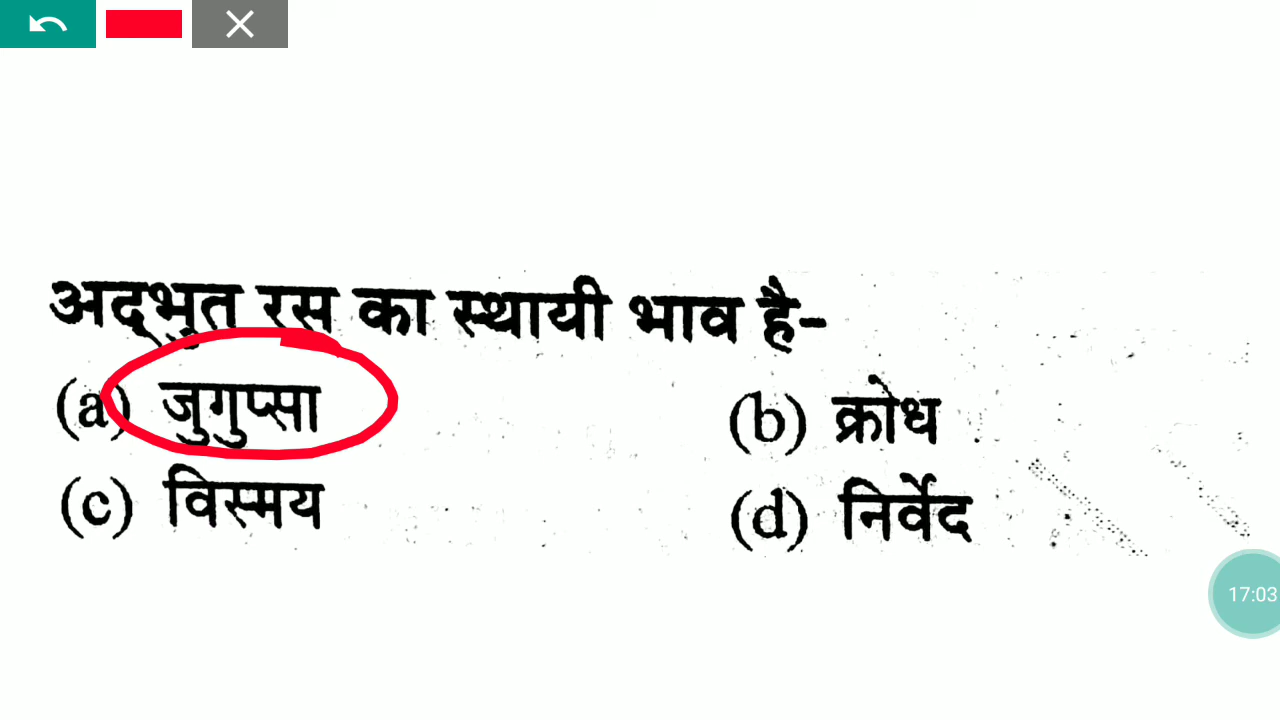 अद्भुत रस का स्थायी भाव है-
(a) जुगुप्सा (b) क्रोध
(c) विस्मय (d) निर्वेद
17:03